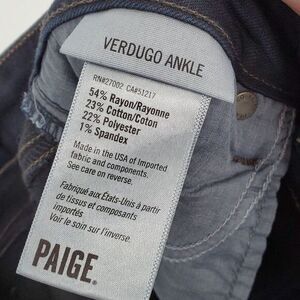 VERDUGO ANKLE
RN#27002 CA#51217
54% Rayon/Rayonne
23% Cotton/Coton
22% Polyester
1% Spandex
Made in the USA of Imported
fabric and components.
See care on reverse.
Fabriqué aux États-Unis à partir
de tissus et composants
importés
Voir le soin sur l'inverse.
PAIGE®